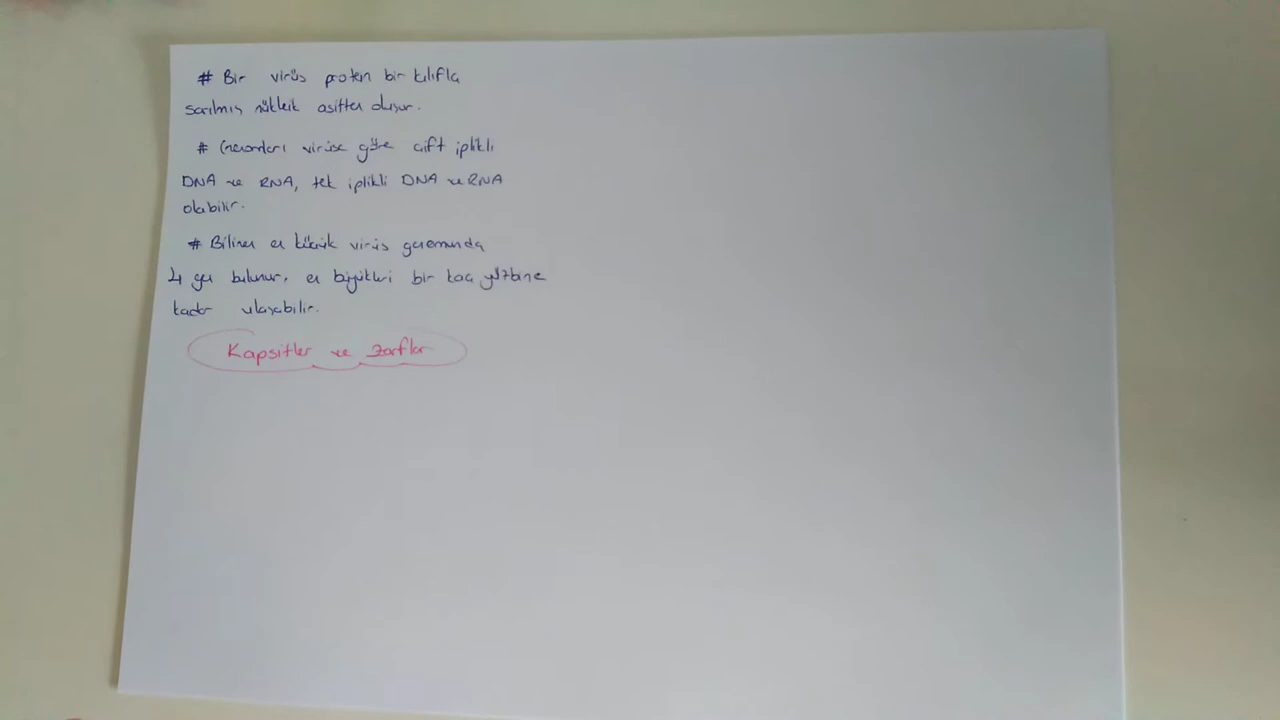 # Bir virüs protein bir kılıfla
sarılmış nükleik asitten oluşur.
# Genomları virüse göre çift iplikli
DNA ve RNA, tek iplikli DNA ve RNA
olabilir.
# Bilinen en küçük virüs genomunda
4 gen bulunur, en büyükleri bir kaç yüzbine
kadar ulaşabilir.
Kapsitler ve zarflar